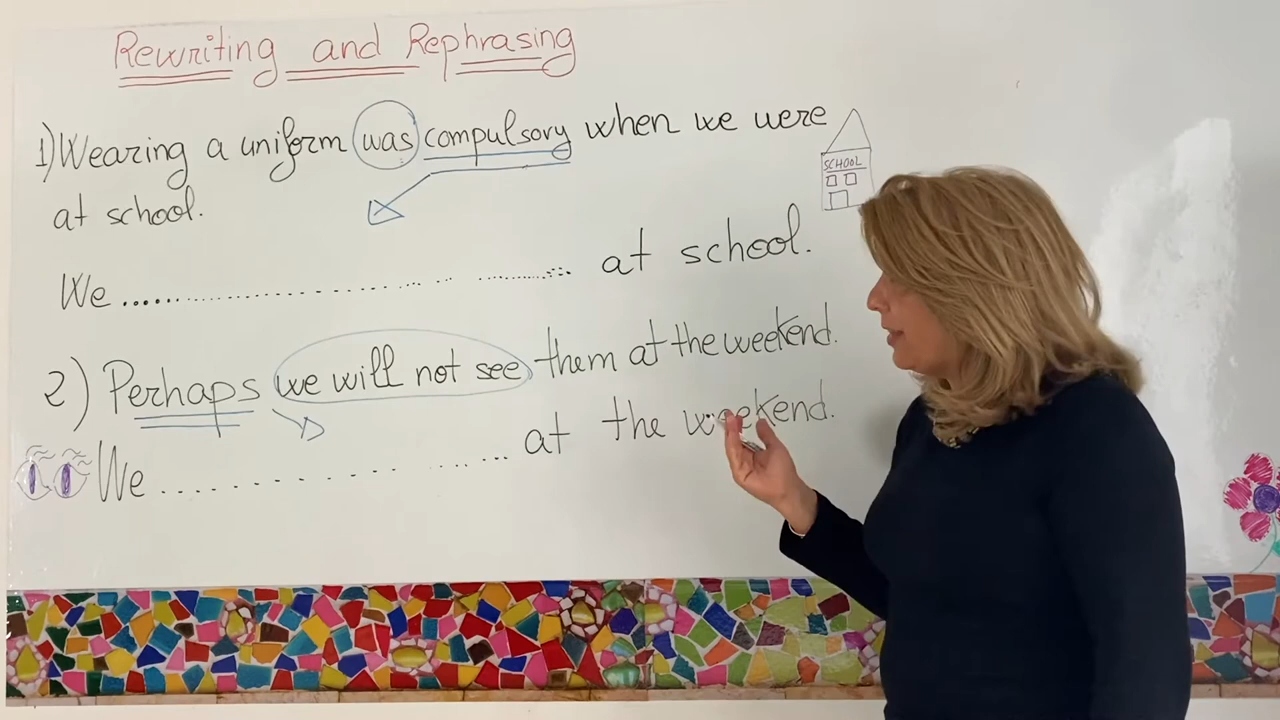 Rewriting and Rephrasing
1) Wearing a uniform was compulsory when we were
at school.
SCHOOL
We ........................................ at school.
2) Perhaps we will not see them at the weekend.
We .................... at the weekend.